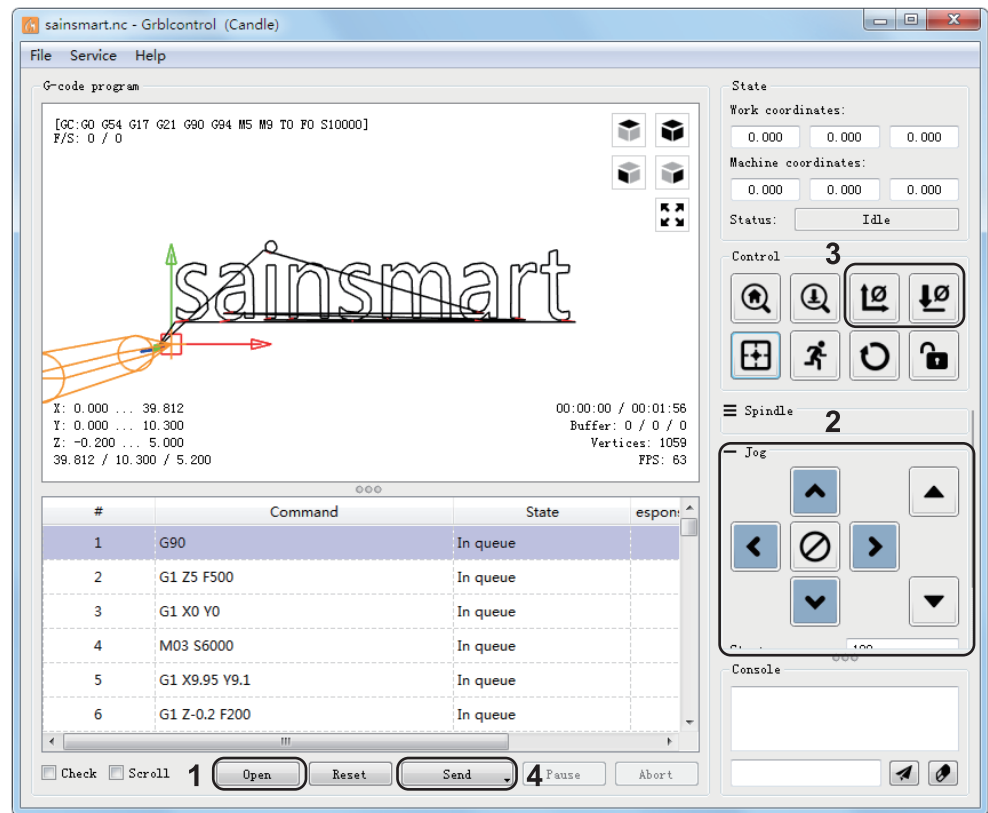 sainsmart.nc - Grblcontrol (Candle)
File Service Help
G-code program
[GC:G0 G54 G17 G21 G90 G94 M5 M9 T0 F0 S10000]
F/S: 0 / 0
sainsmart
X: 0.000 ... 39.812
Y: 0.000 ... 10.300
Z: -0.200 ... 5.000
39.812 / 10.300 / 5.200
00:00:00 / 00:01:56
Buffer: 0 / 0 / 0
Vertices: 1059
FPS: 63
# Command State espons
1 G90 In queue
2 G1 Z5 F500 In queue
3 G1 X0 Y0 In queue
4 M03 S6000 In queue
5 G1 X9.95 Y9.1 In queue
6 G1 Z-0.2 F200 In queue
Check Scroll 1 Open Reset Send 4 Pause Abort
State
Work coordinates:
0.000 0.000 0.000
Machine coordinates:
0.000 0.000 0.000
Status: Idle
Control 3
Spindle
2
Jog
Console